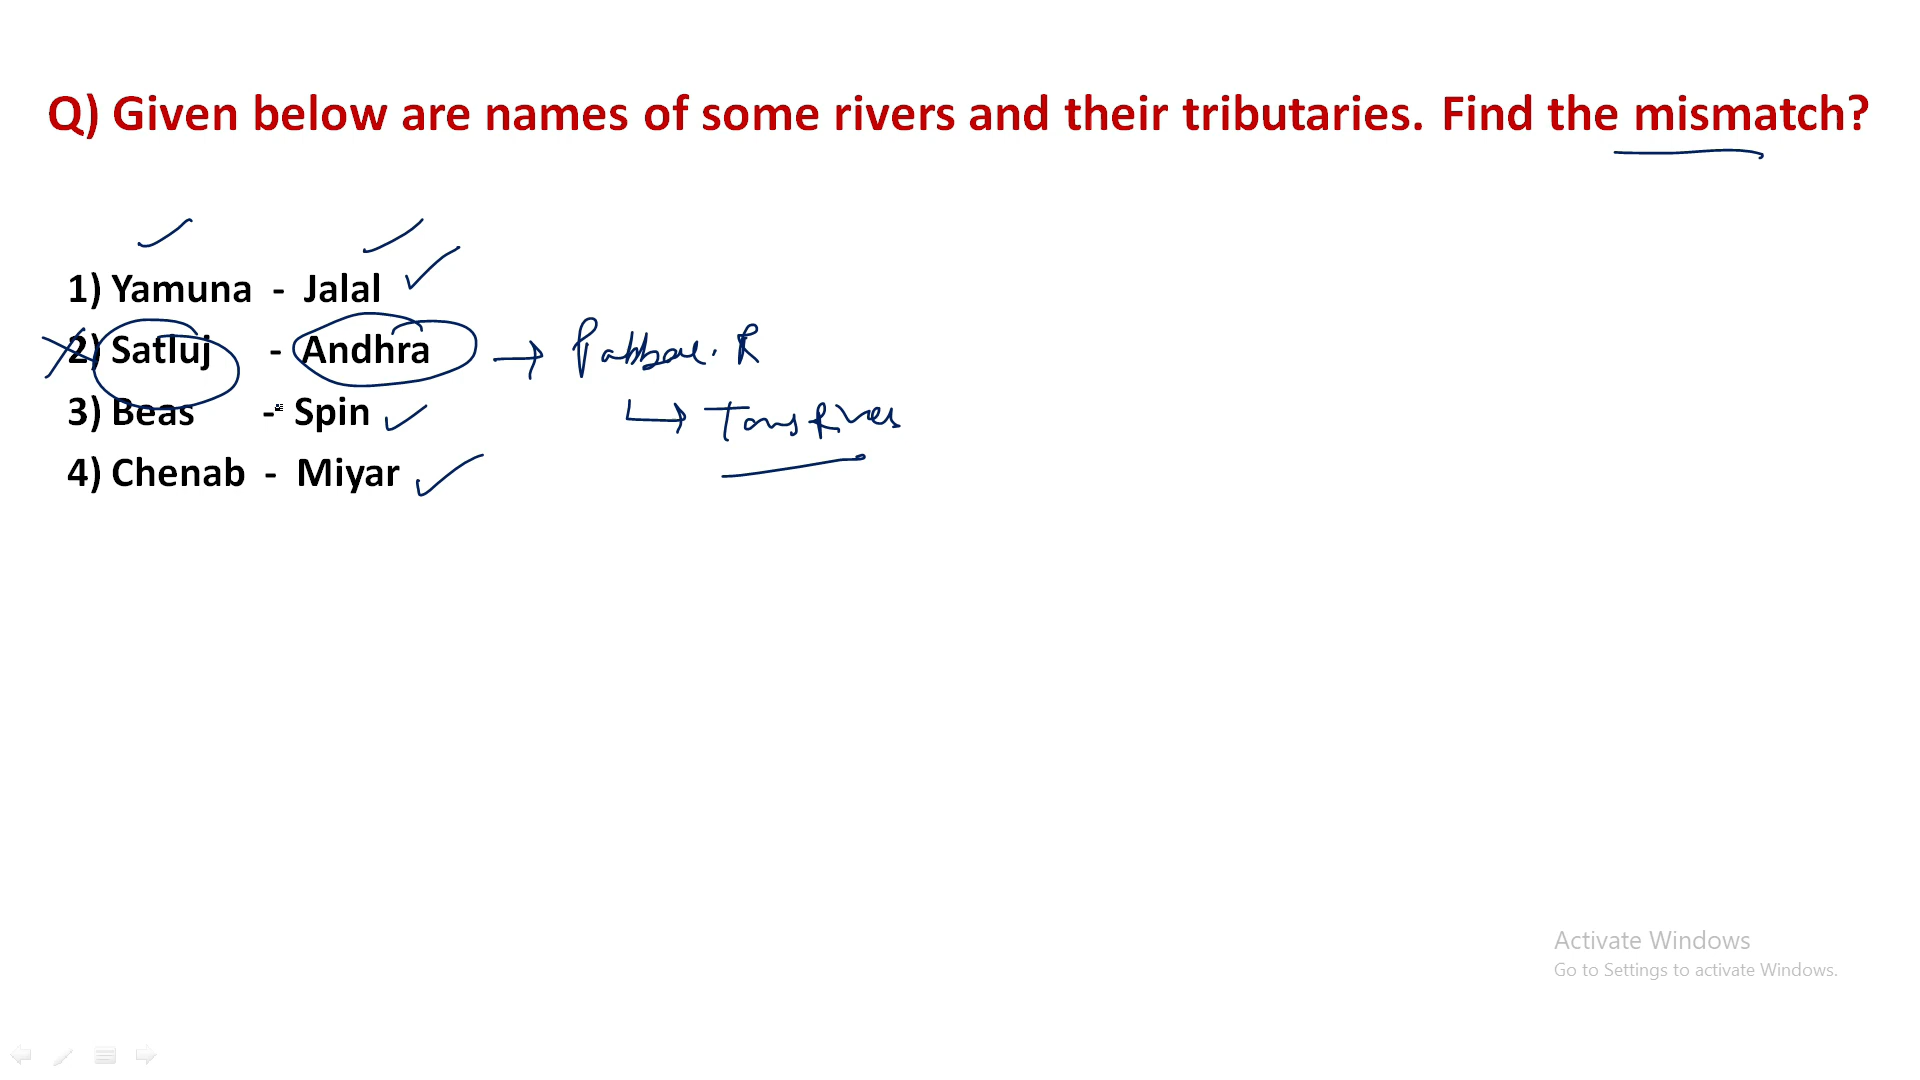 Q) Given below are names of some rivers and their tributaries. Find the mismatch?
1) Yamuna - Jalal
2) Satluj - Andhra → Pabbar. R
↳ Tons River
3) Beas - Spin
4) Chenab - Miyar
Activate Windows
Go to Settings to activate Windows.